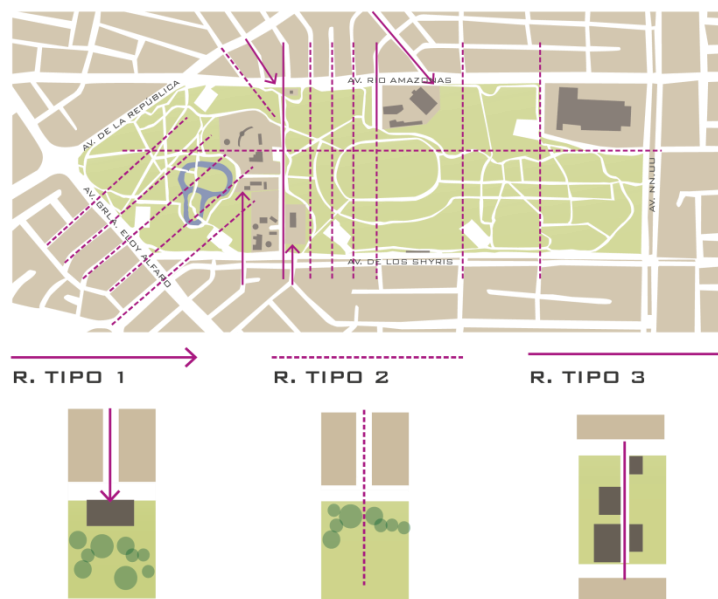 AV. RIO AMAZONAS
AV. DE LA REPÚBLICA
AV. NN.UU
AV. GRLA. ELOY ALFARO
AV. DE LOS SHYRIS
R. TIPO 1
R. TIPO 2
R. TIPO 3